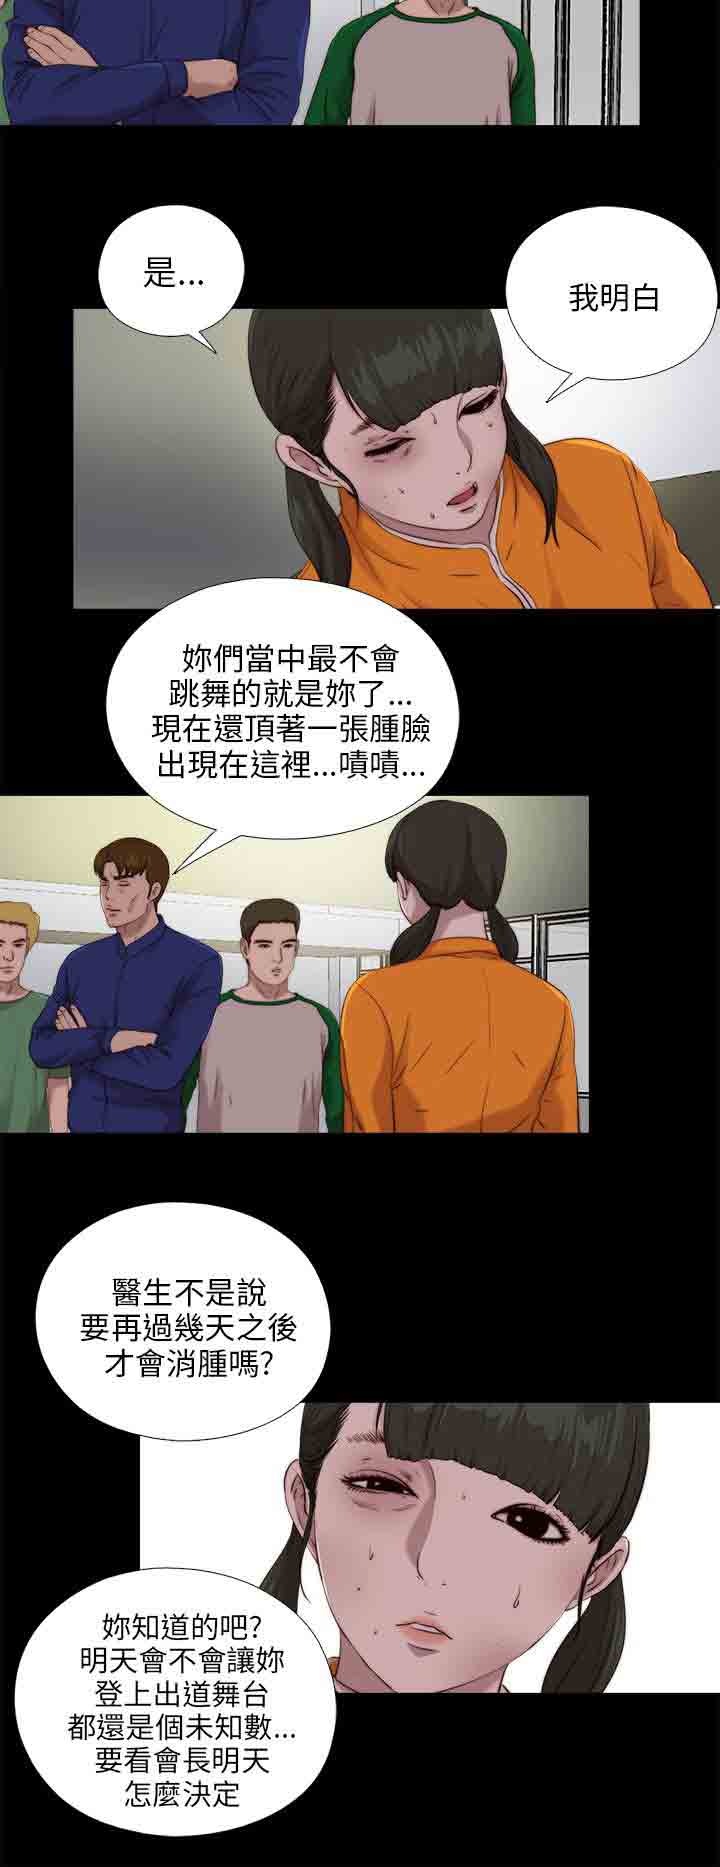 是...
我明白
妳們當中最不會
跳舞的就是妳了...
現在還頂著一張腫臉
出現在這裡...嘖嘖...
醫生不是說
要再過幾天之後
才會消腫嗎?
妳知道的吧?
明天會不會讓妳
登上出道舞台
都還是個未知數...
要看會長明天
怎麼決定